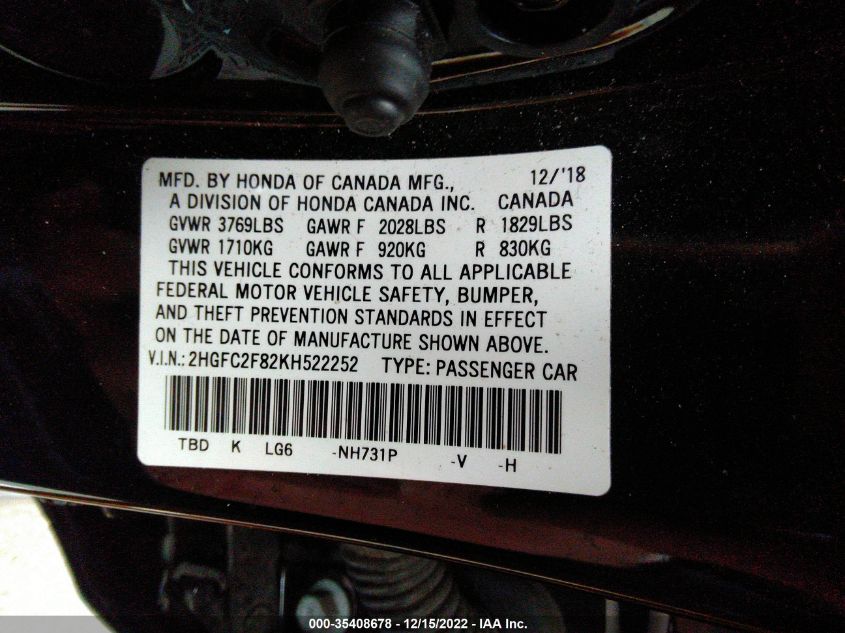 MFD. BY HONDA OF CANADA MFG., 12/'18
A DIVISION OF HONDA CANADA INC. CANADA
GVWR 3769LBS GAWR F 2028LBS R 1829LBS
GVWR 1710KG GAWR F 920KG R 830KG
THIS VEHICLE CONFORMS TO ALL APPLICABLE
FEDERAL MOTOR VEHICLE SAFETY, BUMPER,
AND THEFT PREVENTION STANDARDS IN EFFECT
ON THE DATE OF MANUFACTURE SHOWN ABOVE.
V.I.N.: 2HGFC2F82KH522252 TYPE: PASSENGER CAR
TBD K LG6 -NH731P -V -H
000-35408678 - 12/15/2022 - IAA Inc.